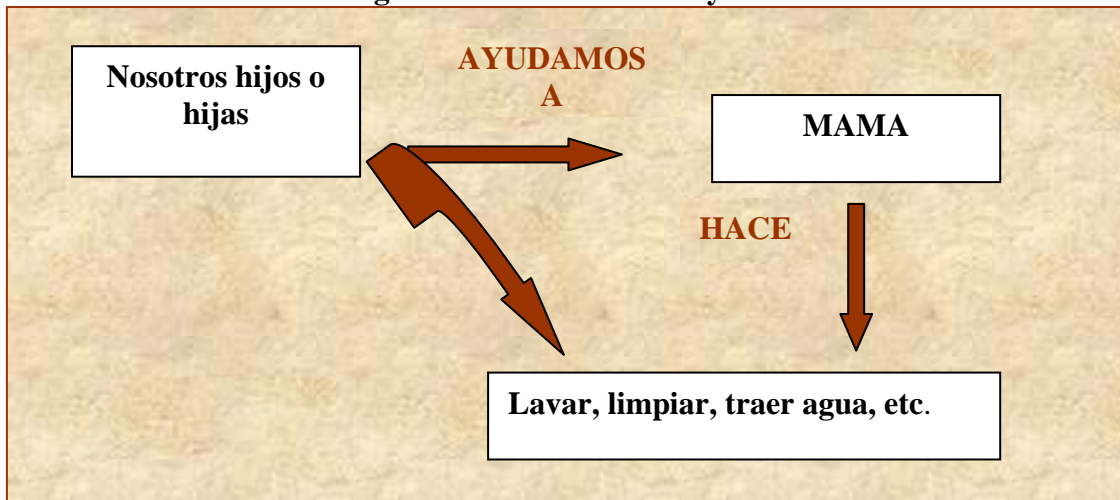 Nosotros hijos o
hijas
AYUDAMOS
A
MAMA
HACE
Lavar, limpiar, traer agua, etc.